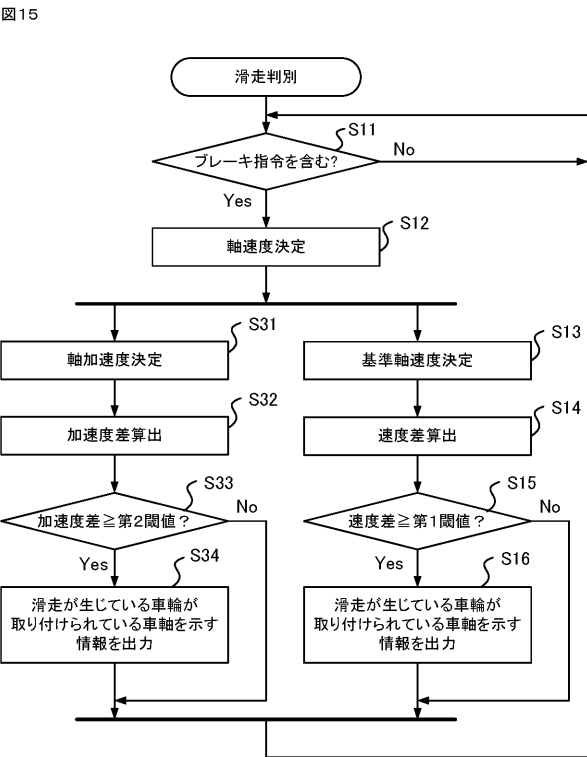 図15
滑走判別
S11
ブレーキ指令を含む?
No
Yes
S12
軸速度決定
S31
軸加速度決定
S13
基準軸速度決定
S32
加速度差算出
S14
速度差算出
S33
加速度差≧第2閾値?
No
Yes
S15
速度差≧第1閾値?
No
Yes
S34
滑走が生じている車輪が
取り付けられている車軸を示す
情報を出力
S16
滑走が生じている車輪が
取り付けられている車軸を示す
情報を出力